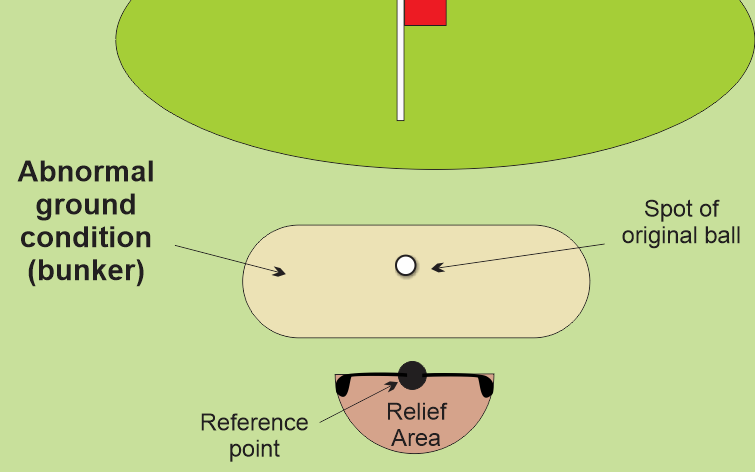 Abnormal
ground
condition
(bunker)
Spot of
original ball
Reference
point
Relief
Area